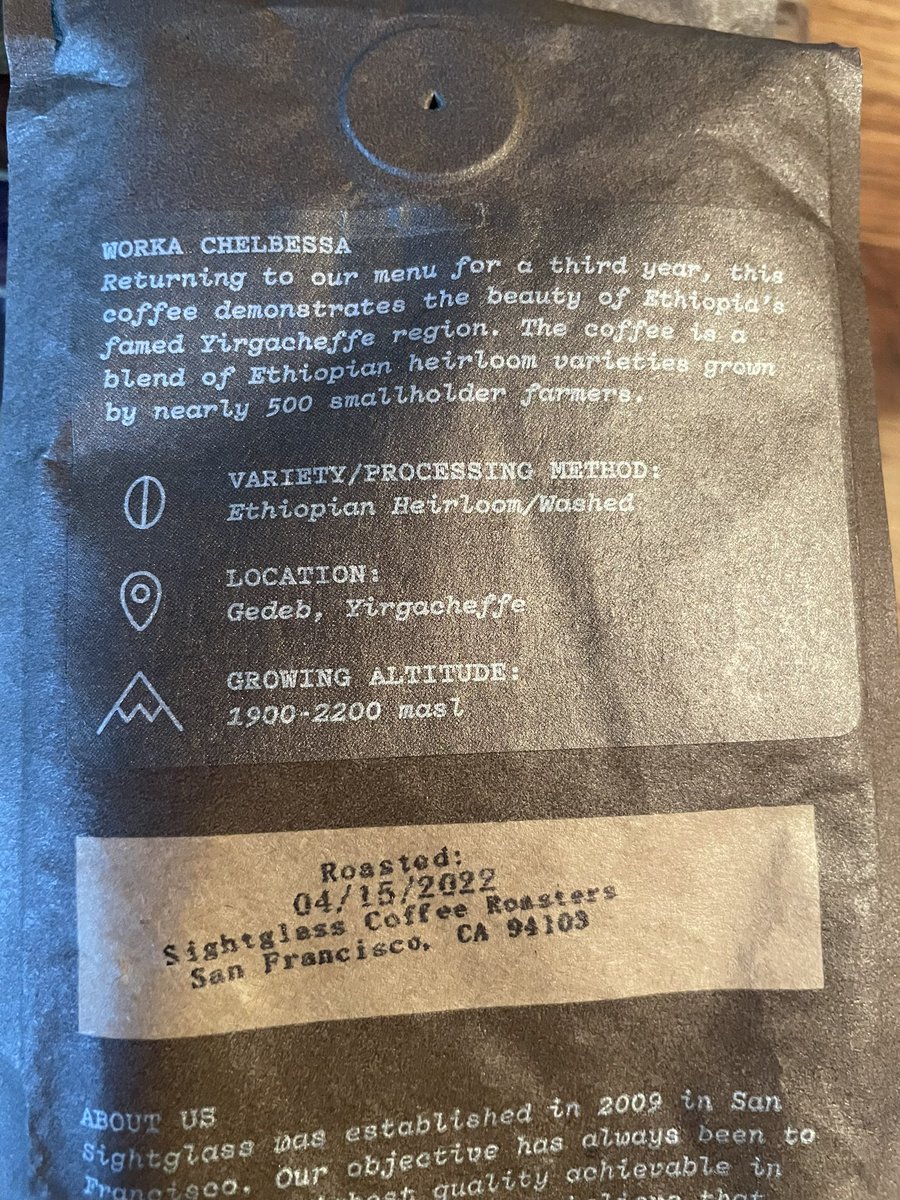 WORKA CHELBESSA
Returning to our menu for a third year, this
coffee demonstrates the beauty of Ethiopia's
famed Yirgacheffe region. The coffee is a
blend of Ethiopian heirloom varieties grown
by nearly 500 smallholder farmers.
VARIETY/PROCESSING METHOD:
Ethiopian Heirloom/Washed
LOCATION:
Gedeb, Yirgacheffe
GROWING ALTITUDE:
1900-2200 masl
Roasted:
04/15/2022
Sightglass Coffee Roasters
San Francisco, CA 94103
ABOUT US
Sightglass was established in 2009 in San
Francisco. Our objective has always been to
quality achievable in